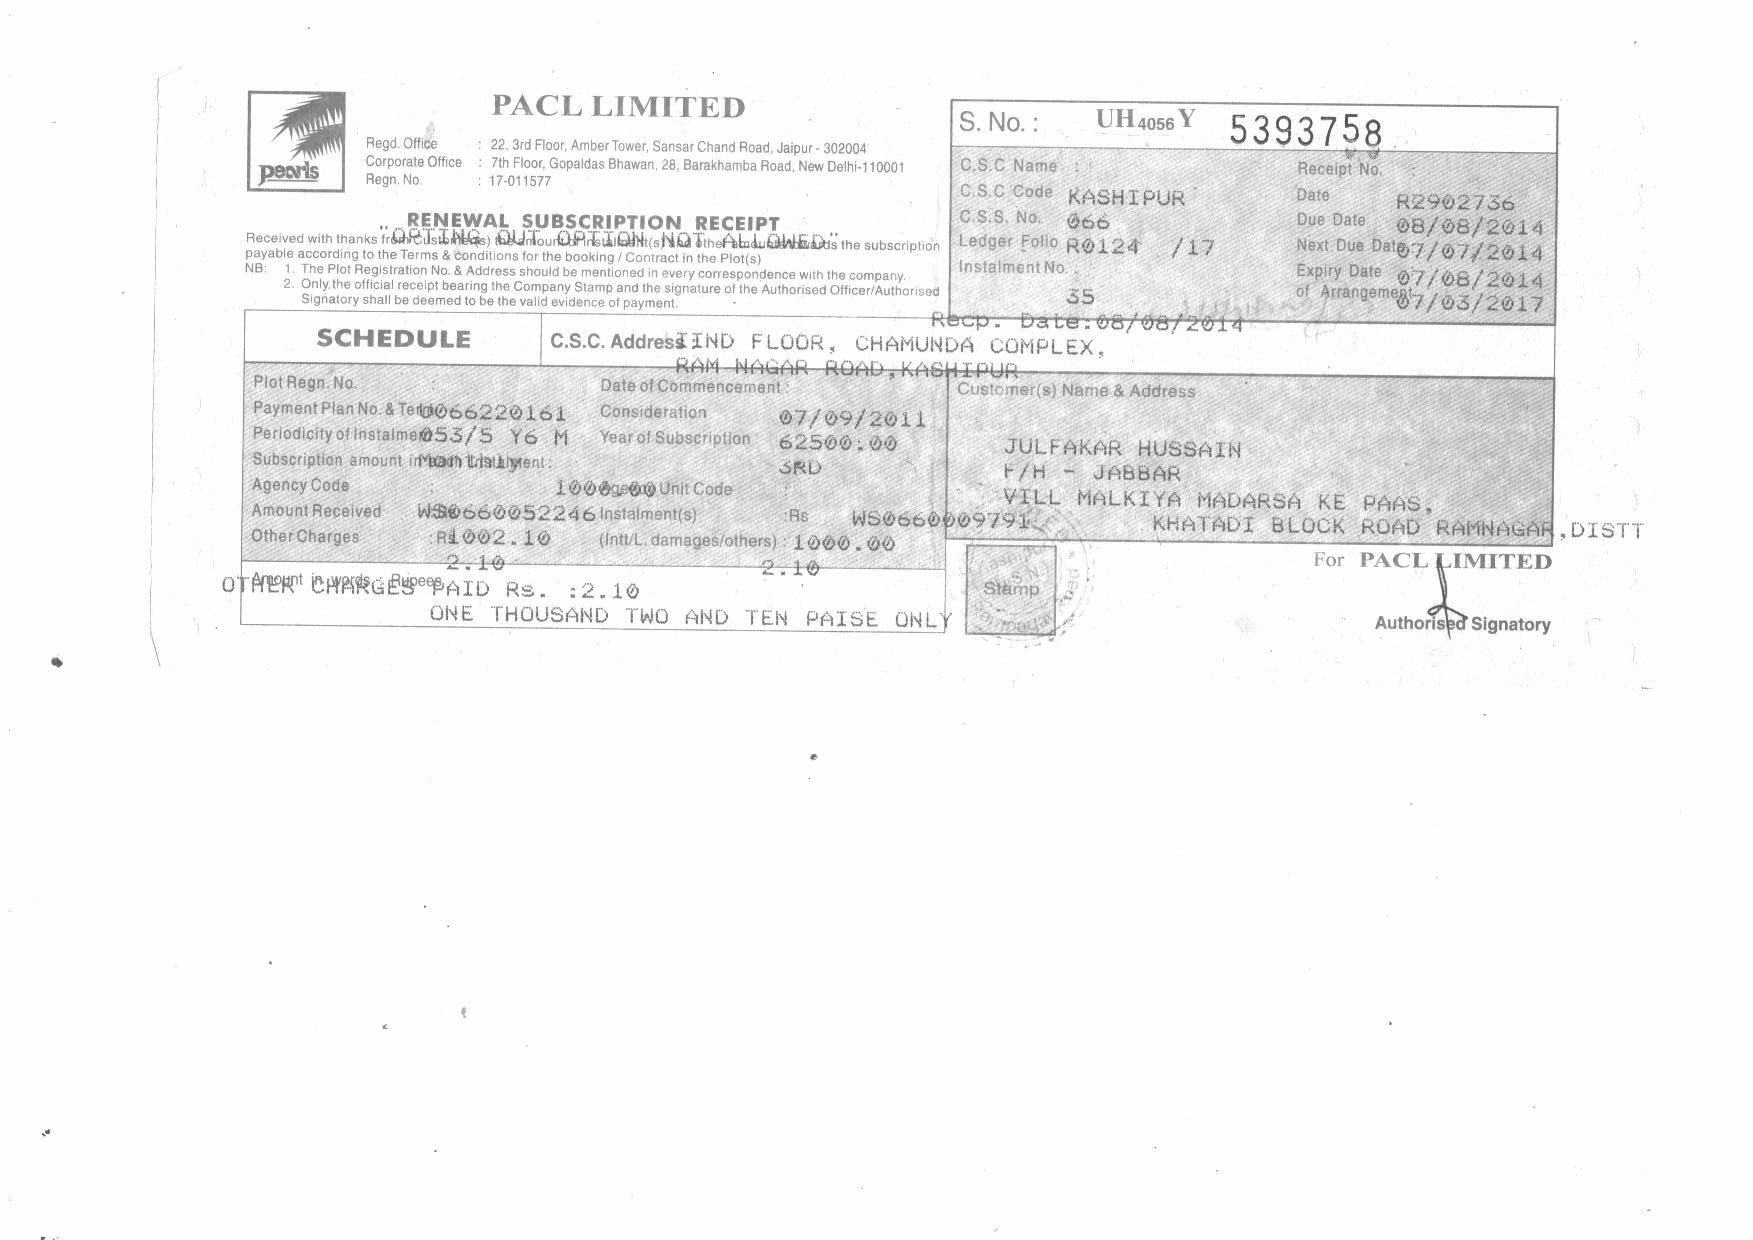 pearls
PACL LIMITED
Regd. Office : 22, 3rd Floor, Amber Tower, Sansar Chand Road, Jaipur - 302004
Corporate Office : 7th Floor, Gopaldas Bhawan, 28, Barakhamba Road, New Delhi-110001
Regn. No. : 17-011577
S. No. : UH 4056 Y 5393758
RENEWAL SUBSCRIPTION RECEIPT
"OPTING OUT OPTION NOT ALLOWED"
Received with thanks from Customer(s) the amount of instalment(s) and other amounts towards the subscription
payable according to the Terms & Conditions for the booking / Contract in the Plot(s)
NB: 1. The Plot Registration No. & Address should be mentioned in every correspondence with the company.
2. Only the official receipt bearing the Company Stamp and the signature of the Authorised Officer/Authorised
Signatory shall be deemed to be the valid evidence of payment.
C.S.C Name :
Receipt No. :
C.S.C Code KASHIPUR
Date R2902736
C.S.S. No. 066
Due Date 08/08/2014
Ledger Folio R0124 /17
Next Due Date 07/07/2014
Instalment No. :
Expiry Date 07/08/2014
35
of Arrangement 07/03/2017
Recp. Date:08/08/2014
SCHEDULE
C.S.C. Address IIND FLOOR, CHAMUNDA COMPLEX,
RAM NAGAR ROAD,KASHIPUR
Plot Regn. No. :
Date of Commencement :
Customer(s) Name & Address
Payment Plan No. & Term U066220161
Consideration 07/09/2011
Periodicity of Instalment 053/5 Y6 M
Year of Subscription 62500.00
JULFAKAR HUSSAIN
Subscription amount in each Instalment :
Monthly
3RD
F/H - JABBAR
Agency Code :
1000.00
Agency Unit Code :
VILL MALKIYA MADARSA KE PAAS,
Amount Received WS0660052246
Instalment(s) :Rs WS0660009791
KHATADI BLOCK ROAD RAMNAGAR,DISTT
Other Charges :Rs 1002.10
(Intt/L. damages/others) : 1000.00
2.10
2.10
For PACL LIMITED
Amount in words : Rupees
OTHER CHARGES PAID Rs. :2.10
Stamp
ONE THOUSAND TWO AND TEN PAISE ONLY
Authorised Signatory